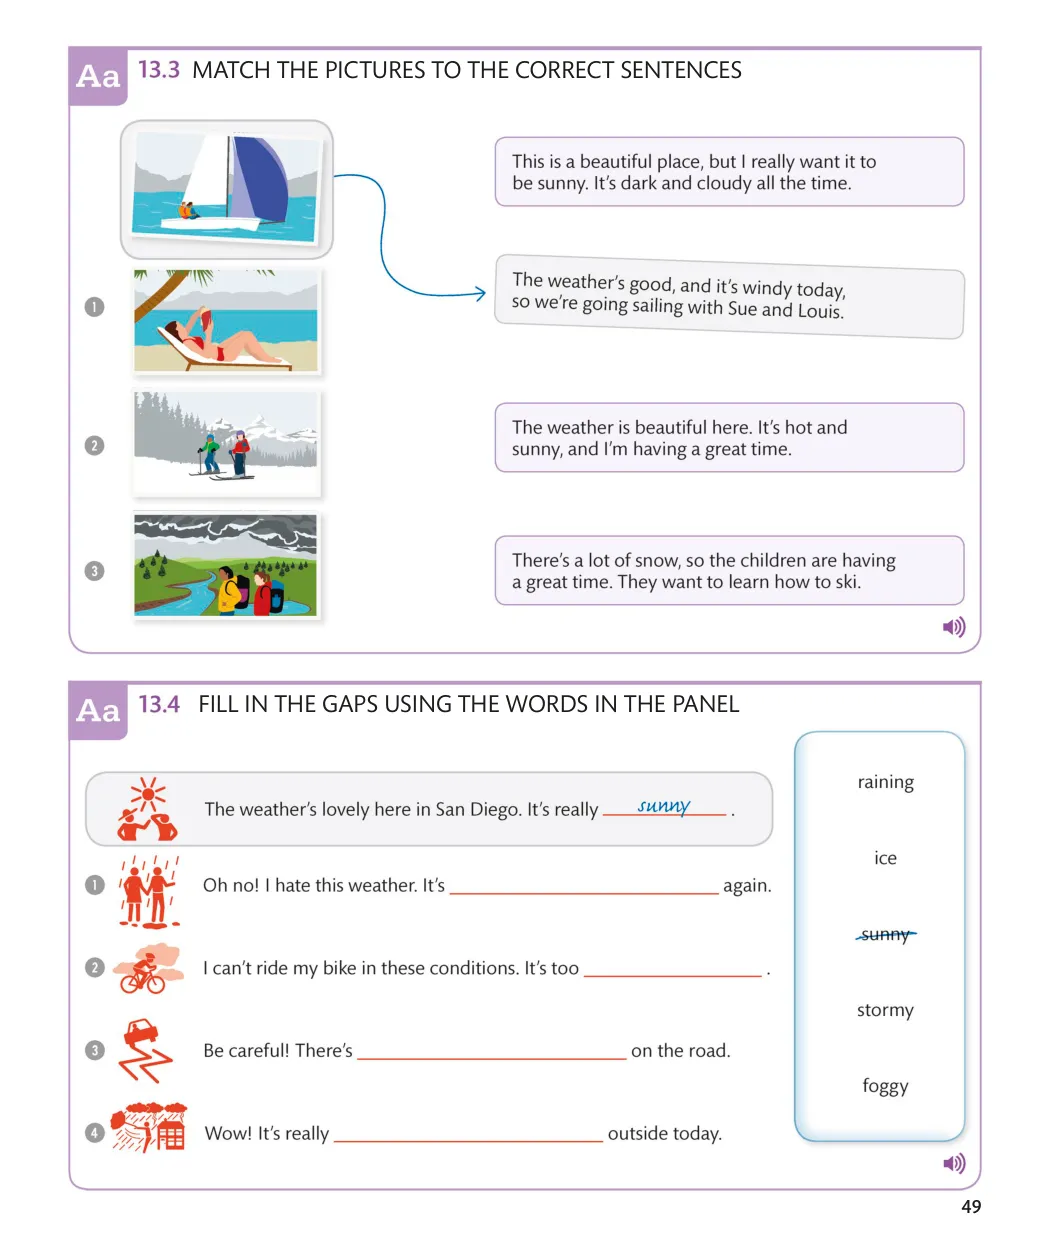 Aa
13.3 MATCH THE PICTURES TO THE CORRECT SENTENCES
This is a beautiful place, but I really want it to
be sunny. It's dark and cloudy all the time.
1
The weather's good, and it's windy today,
so we're going sailing with Sue and Louis.
2
The weather is beautiful here. It's hot and
sunny, and I'm having a great time.
3
There's a lot of snow, so the children are having
a great time. They want to learn how to ski.
Aa
13.4 FILL IN THE GAPS USING THE WORDS IN THE PANEL
The weather's lovely here in San Diego. It's really sunny .
1 Oh no! I hate this weather. It's ________ again.
2 I can't ride my bike in these conditions. It's too ________ .
3 Be careful! There's ________ on the road.
4 Wow! It's really ________ outside today.
raining
ice
sunny
stormy
foggy
49